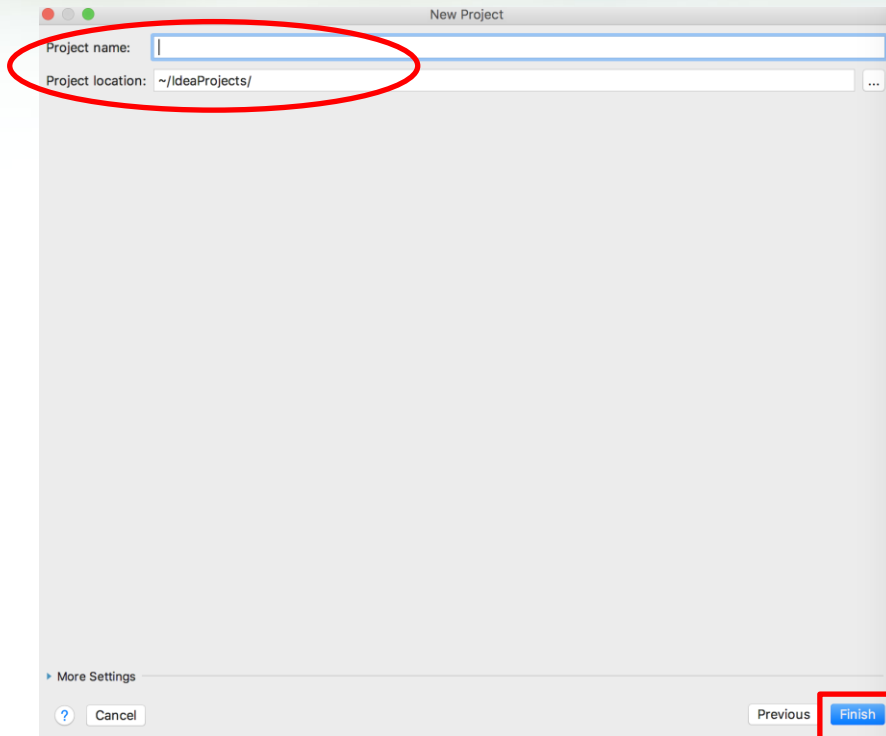 New Project
Project name:
Project location: ~/IdeaProjects/ ...
More Settings
? Cancel Previous Finish